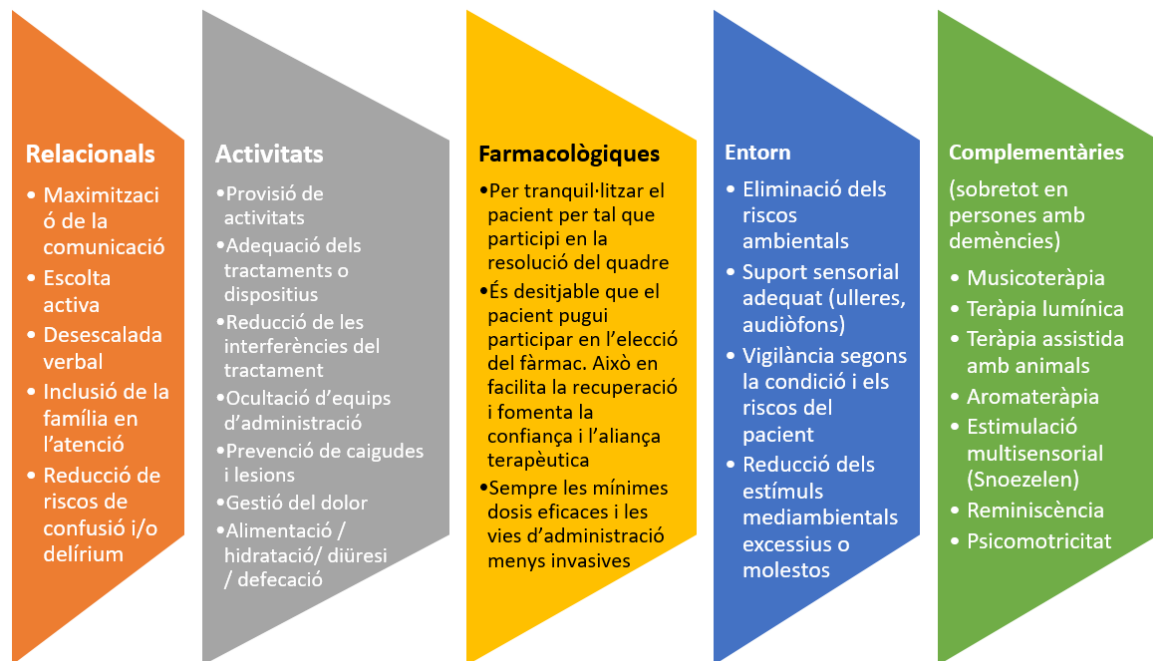 Relacionals
• Maximitzaci
ó de la
comunicació
• Escolta
activa
• Desescalada
verbal
• Inclusió de la
família en
l’atenció
• Reducció de
riscos de
confusió i/o
delírium
Activitats
•Provisió de
activitats
•Adequació dels
tractaments o
dispositius
•Reducció de les
interferències del
tractament
•Ocultació d’equips
d’administració
•Prevenció de caigudes
i lesions
•Gestió del dolor
•Alimentació /
hidratació/ diüresi
/ defecació
Farmacològiques
•Per tranquil·litzar el
pacient per tal que
participi en la
resolució del quadre
•És desitjable que el
pacient pugui
participar en l’elecció
del fàrmac. Això en
facilita la recuperació
i fomenta la
confiança i l’aliança
terapèutica
•Sempre les mínimes
dosis eficaces i les
vies d’administració
menys invasives
Entorn
• Eliminació dels
riscos
ambientals
• Suport sensorial
adequat (ulleres,
audiòfons)
• Vigilància segons
la condició i els
riscos del
pacient
• Reducció dels
estímuls
mediambientals
excessius o
molestos
Complementàries
(sobretot en
persones amb
demències)
• Musicoteràpia
• Teràpia lumínica
• Teràpia assistida
amb animals
• Aromateràpia
• Estimulació
multisensorial
(Snoezelen)
• Reminiscència
• Psicomotricitat